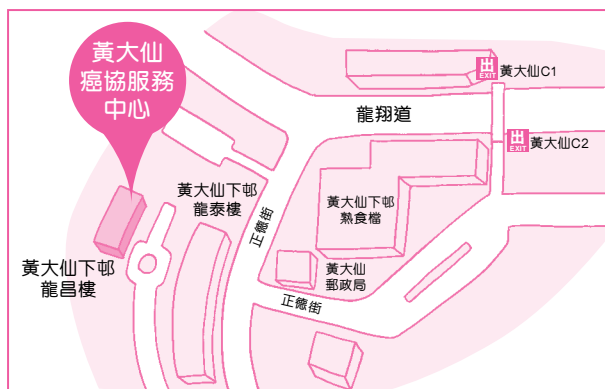 黃大仙
癌協服務
中心
出
EXIT
黃大仙C1
龍翔道
出
EXIT
黃大仙C2
黃大仙下邨
龍泰樓
正德街
黃大仙下邨
熟食檔
黃大仙下邨
龍昌樓
黃大仙
郵政局
正德街